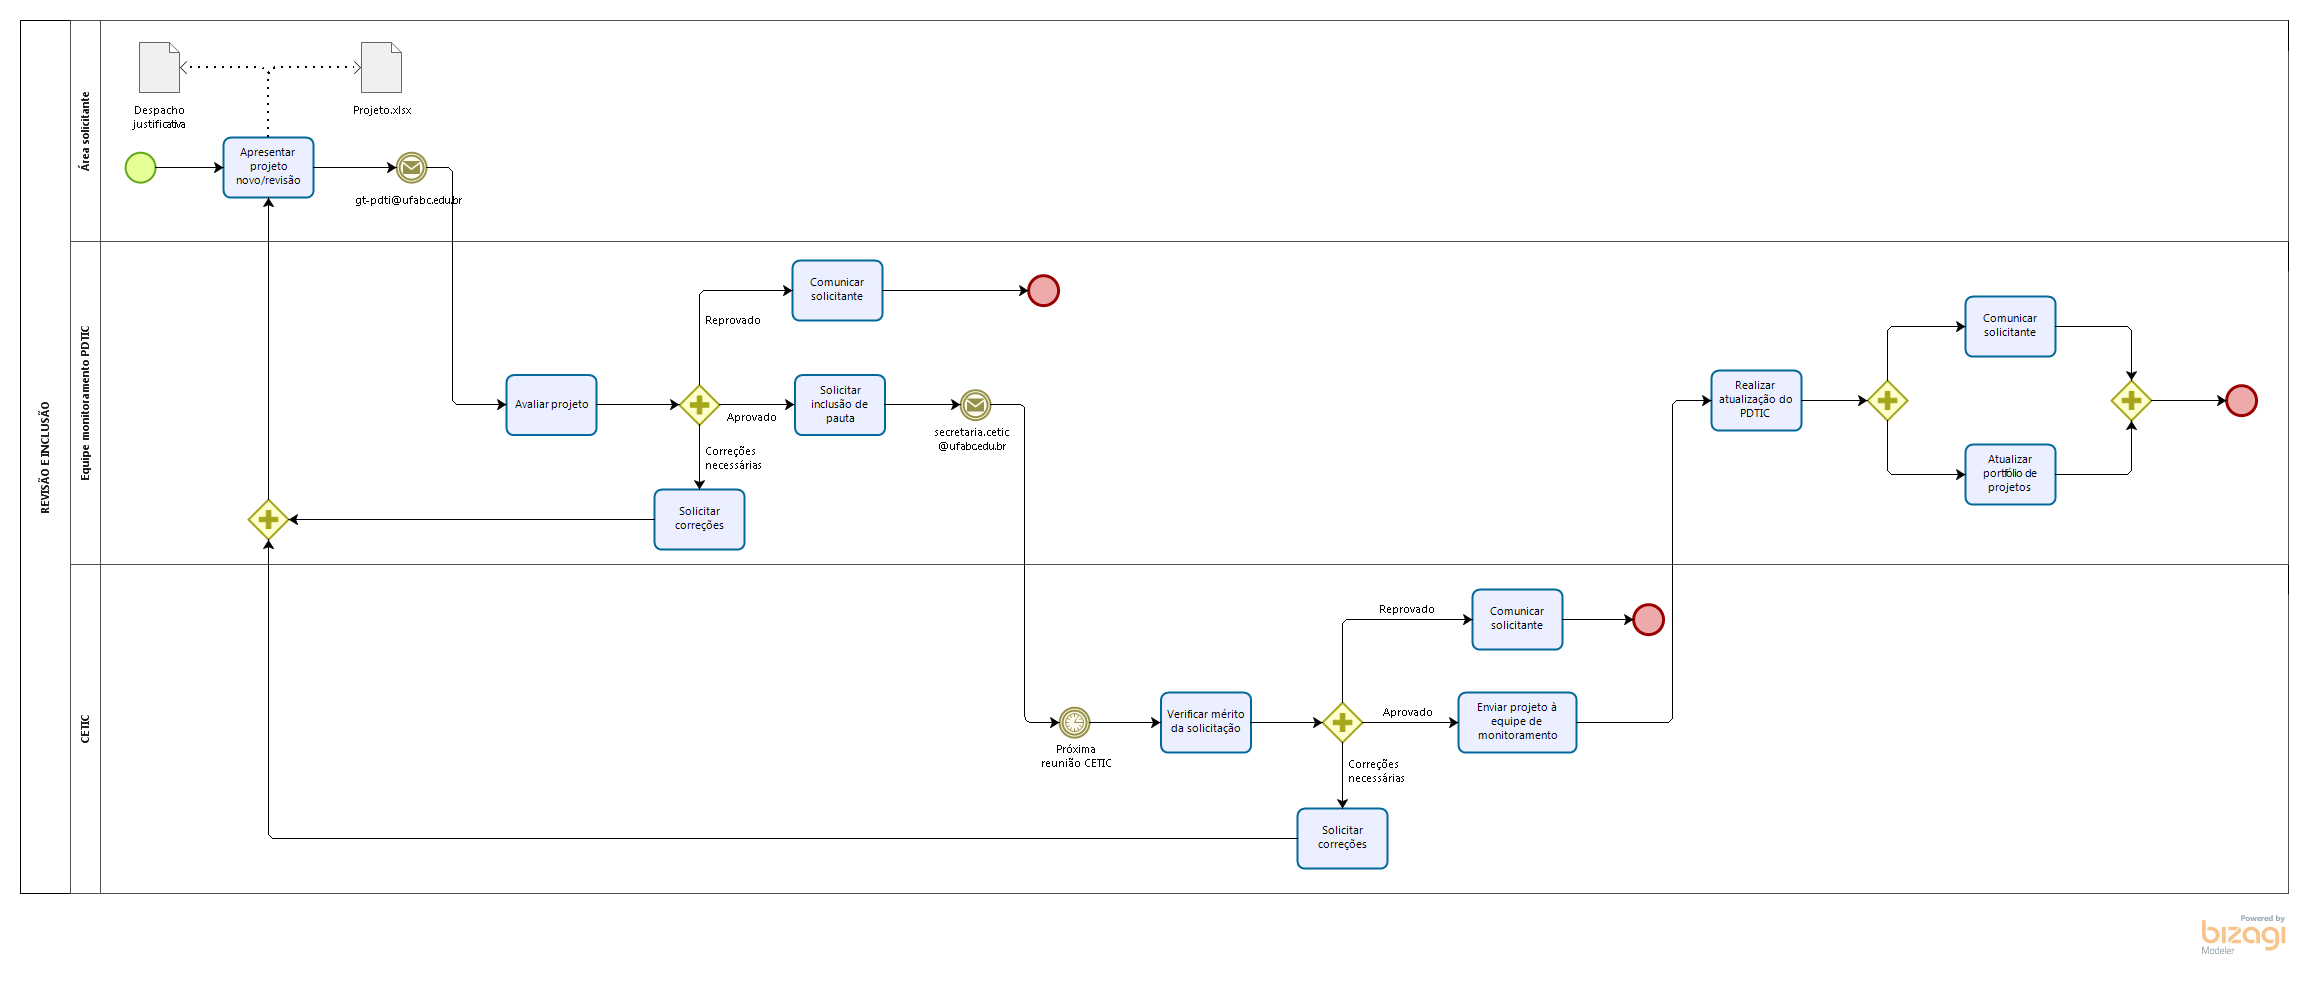 REVISÃO E INCLUSÃO
Área solicitante
Despacho
justificativa
Projeto.xlsx
Apresentar
projeto
novo/revisão
gt-pdti@ufabc.edu.br
Equipe monitoramento PDTIC
Comunicar
solicitante
Reprovado
Avaliar projeto
Solicitar
inclusão de
pauta
Aprovado
secretaria.cetic
@ufabc.edu.br
Correções
necessárias
Solicitar
correções
Realizar
atualização do
PDTIC
Comunicar
solicitante
Atualizar
portfólio de
projetos
CETIC
Próxima
reunião CETIC
Verificar mérito
da solicitação
Reprovado
Comunicar
solicitante
Aprovado
Enviar projeto à
equipe de
monitoramento
Correções
necessárias
Solicitar
correções
Powered by
bizagi
Modeler